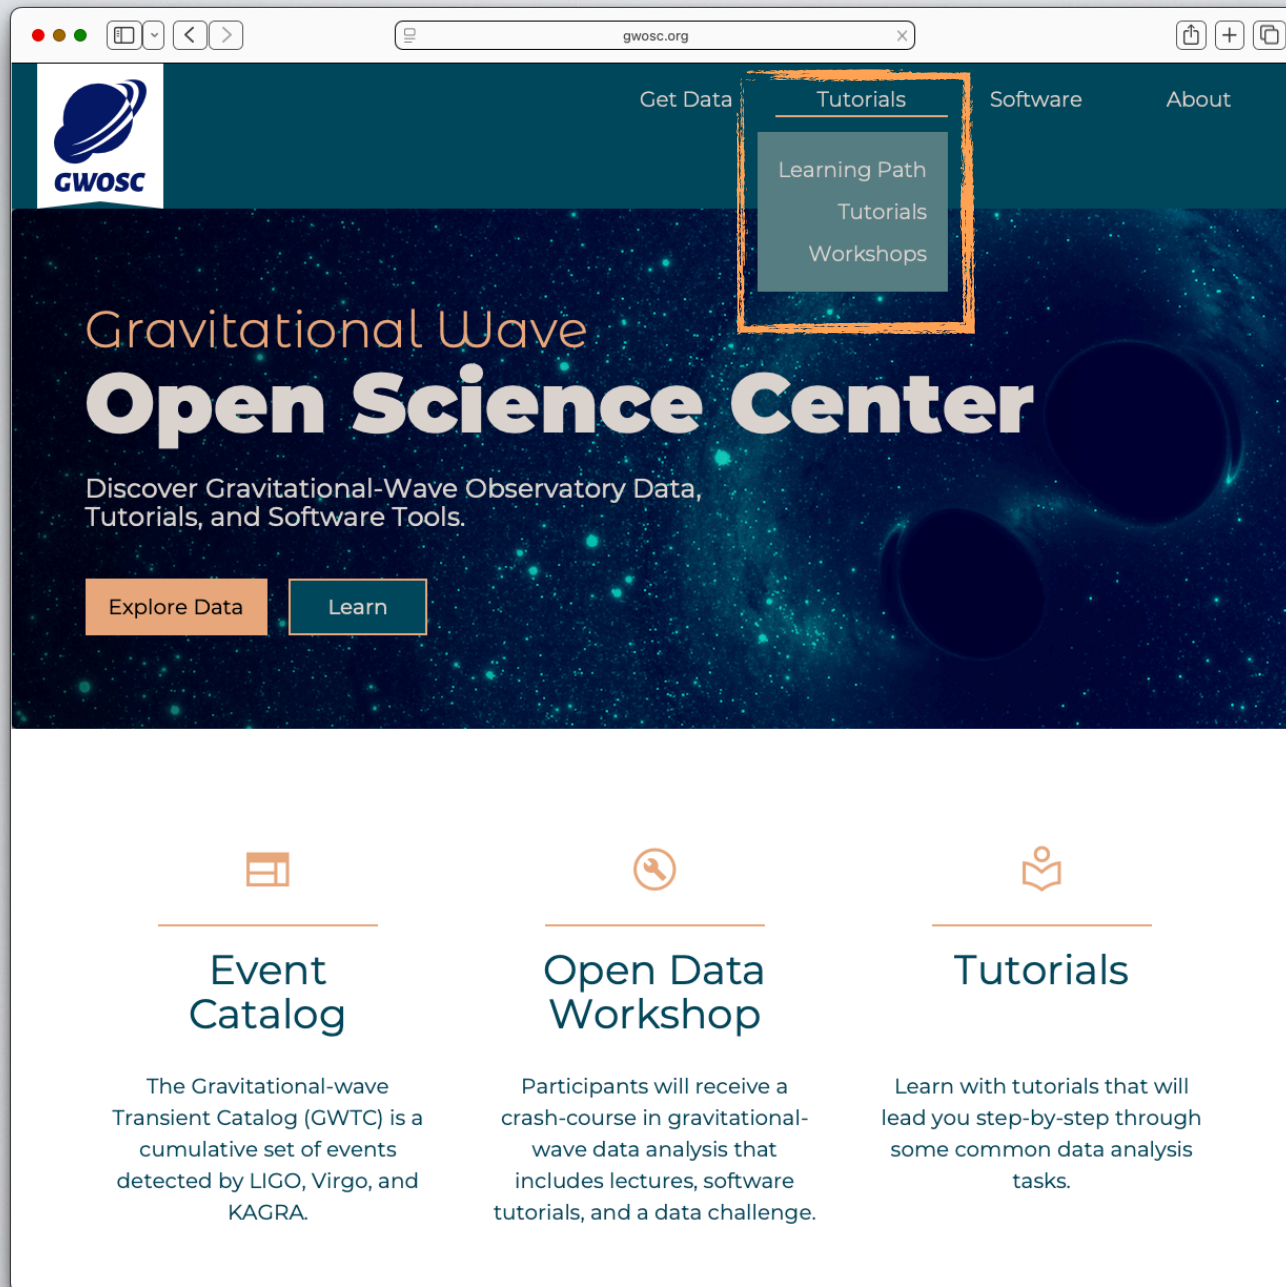 gwosc.org
GWOSC
Get Data
Tutorials
Software
About
Learning Path
Tutorials
Workshops
Gravitational Wave
Open Science Center
Discover Gravitational-Wave Observatory Data,
Tutorials, and Software Tools.
Explore Data
Learn
Event
Catalog
The Gravitational-wave
Transient Catalog (GWTC) is a
cumulative set of events
detected by LIGO, Virgo, and
KAGRA.
Open Data
Workshop
Participants will receive a
crash-course in gravitational-
wave data analysis that
includes lectures, software
tutorials, and a data challenge.
Tutorials
Learn with tutorials that will
lead you step-by-step through
some common data analysis
tasks.